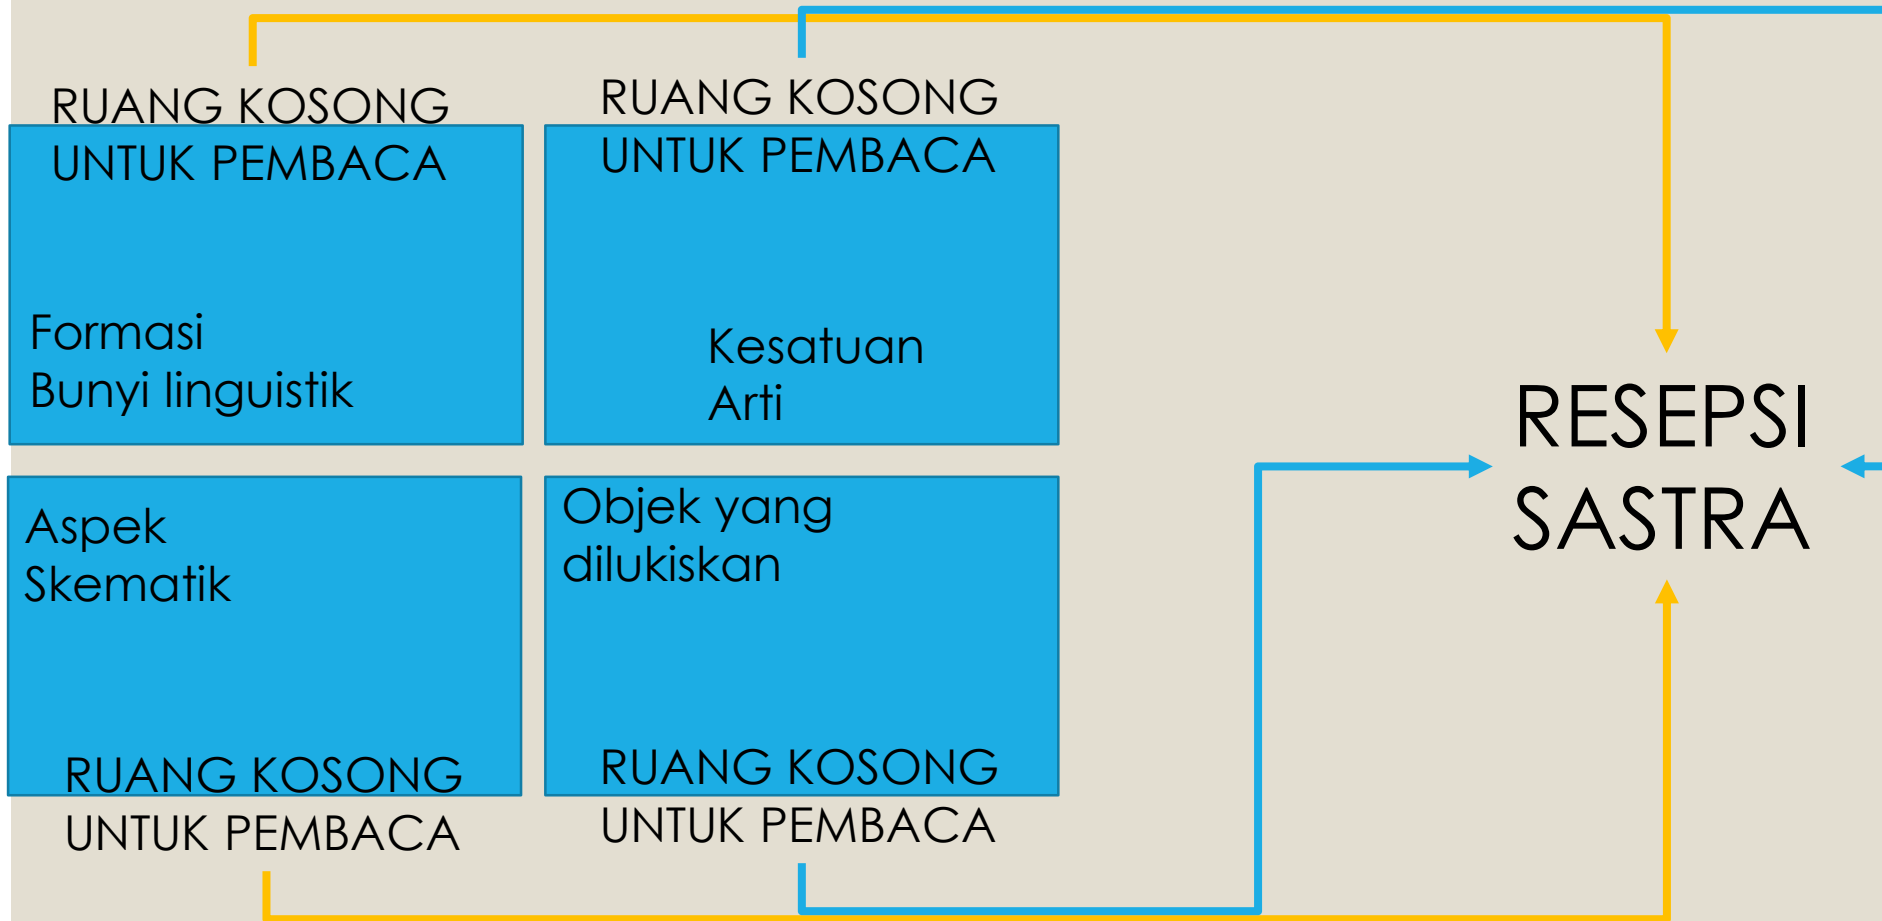 RUANG KOSONG
UNTUK PEMBACA
Formasi
Bunyi linguistik
RUANG KOSONG
UNTUK PEMBACA
Kesatuan
Arti
Aspek
Skematik
RUANG KOSONG
UNTUK PEMBACA
Objek yang
dilukiskan
RUANG KOSONG
UNTUK PEMBACA
RESEPSI
SASTRA